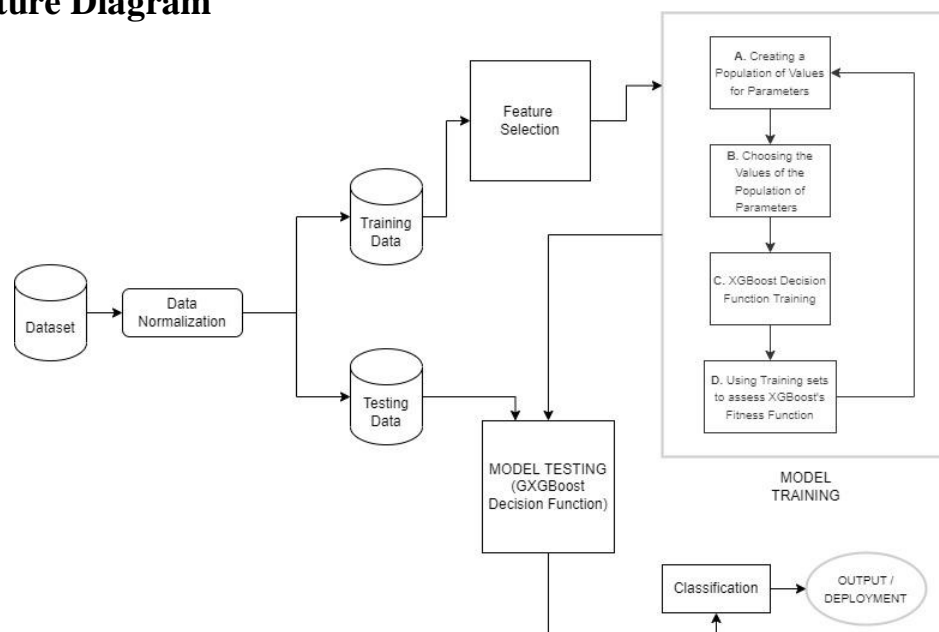 ture Diagram
A. Creating a
Population of Values
for Parameters
Feature
Selection
B. Choosing the
Values of the
Population of
Parameters
Training
Data
C. XGBoost Decision
Function Training
Data
Normalization
Dataset
D. Using Training sets
to assess XGBoost's
Fitness Function
Testing
Data
MODEL TESTING
(GXGBoost
Decision Function)
MODEL
TRAINING
Classification
OUTPUT /
DEPLOYMENT